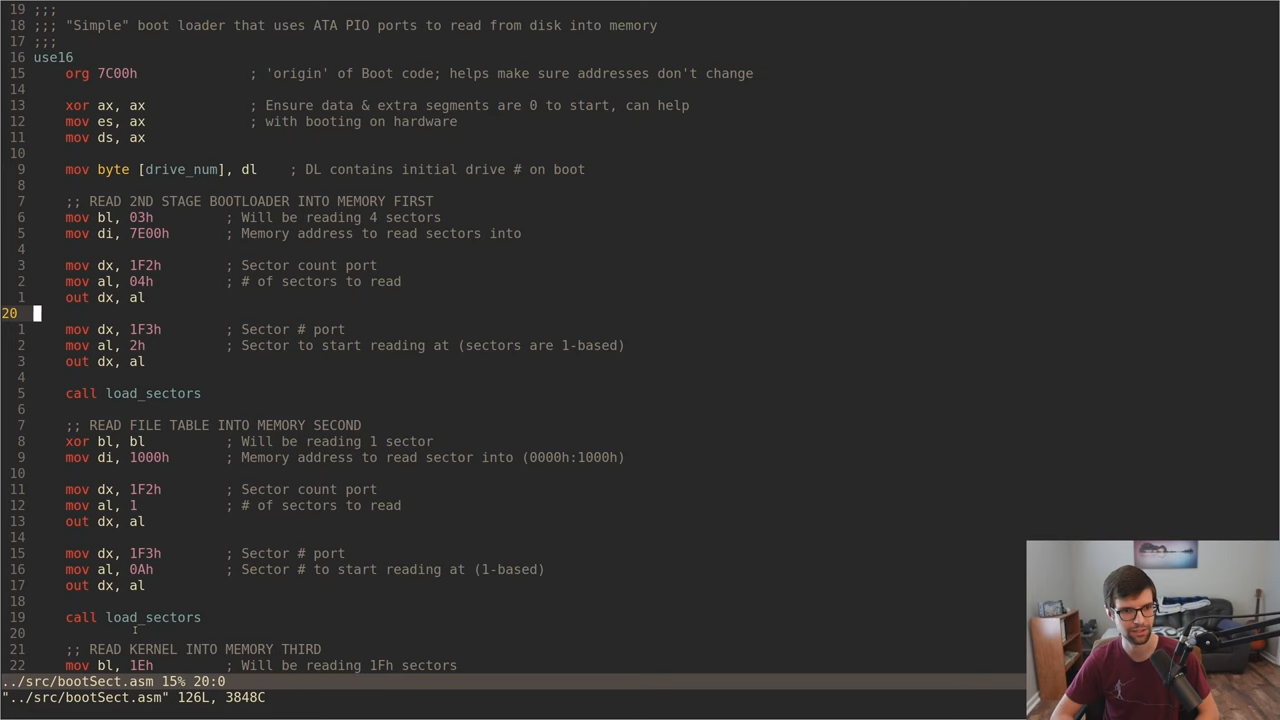 19 ;;;
18 ;;; "Simple" boot loader that uses ATA PIO ports to read from disk into memory
17 ;;;
16 use16
15 org 7C00h ; 'origin' of Boot code; helps make sure addresses don't change
14
13 xor ax, ax ; Ensure data & extra segments are 0 to start, can help
12 mov es, ax ; with booting on hardware
11 mov ds, ax
10
9 mov byte [drive_num], dl ; DL contains initial drive # on boot
8
7 ;; READ 2ND STAGE BOOTLOADER INTO MEMORY FIRST
6 mov bl, 03h ; Will be reading 4 sectors
5 mov di, 7E00h ; Memory address to read sectors into
4
3 mov dx, 1F2h ; Sector count port
2 mov al, 04h ; # of sectors to read
1 out dx, al
20
1 mov dx, 1F3h ; Sector # port
2 mov al, 2h ; Sector to start reading at (sectors are 1-based)
3 out dx, al
4
5 call load_sectors
6
7 ;; READ FILE TABLE INTO MEMORY SECOND
8 xor bl, bl ; Will be reading 1 sector
9 mov di, 1000h ; Memory address to read sector into (0000h:1000h)
10
11 mov dx, 1F2h ; Sector count port
12 mov al, 1 ; # of sectors to read
13 out dx, al
14
15 mov dx, 1F3h ; Sector # port
16 mov al, 0Ah ; Sector # to start reading at (1-based)
17 out dx, al
18
19 call load_sectors
20
21 ;; READ KERNEL INTO MEMORY THIRD
22 mov bl, 1Eh ; Will be reading 1Fh sectors
../src/bootSect.asm 15% 20:0
"../src/bootSect.asm" 126L, 3848C